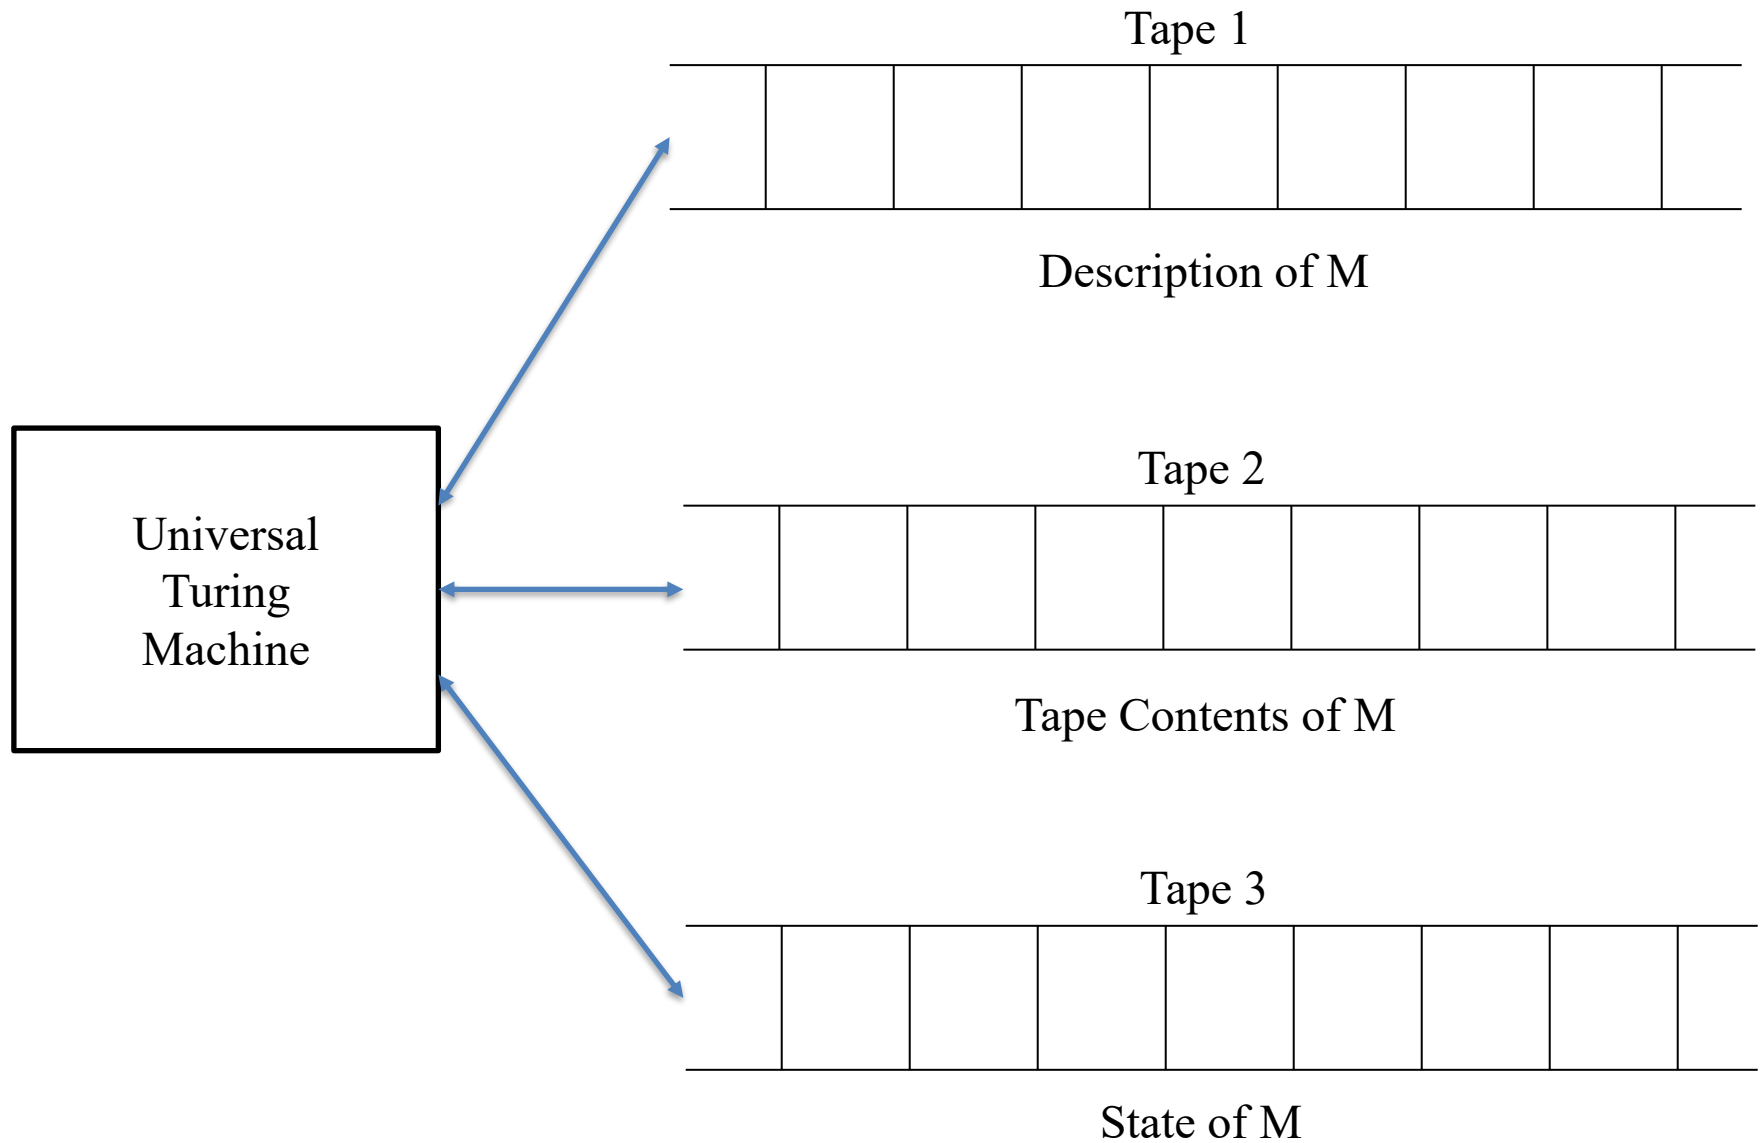 Tape 1
Description of M
Universal
Turing
Machine
Tape 2
Tape Contents of M
Tape 3
State of M